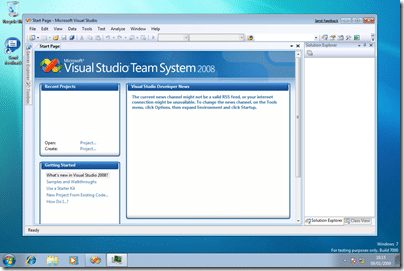 Start Page - Microsoft Visual Studio
Send Feedback
File Edit View Data Tools Test Analyze Window Help
Start Page
Solution Explorer
Microsoft
Visual Studio Team System 2008
Recent Projects
Open: Project...
Create: Project...
Getting Started
What's new in Visual Studio 2008?
Samples and Walkthroughs
Use a Starter Kit
New Project From Existing Code...
How Do I...?
Visual Studio Developer News
The current news channel might not be a valid RSS feed, or your internet
connection might be unavailable. To change the news channel, on the Tools
menu, click Options, then expand Environment and click Startup.
Solution Explorer
Class View
Ready
Windows 7
For testing purposes only. Build 7000